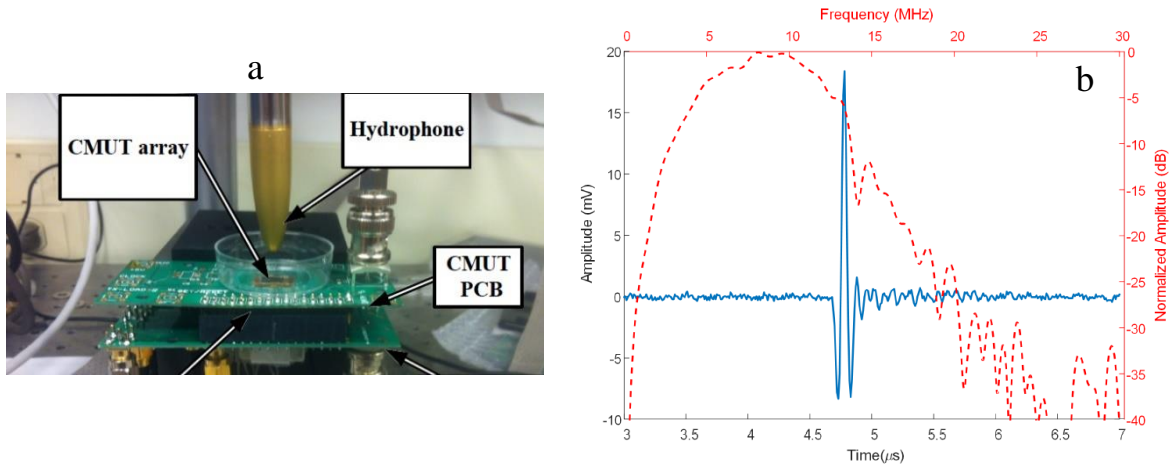 a
CMUT array
Hydrophone
CMUT
PCB
b
Frequency (MHz)
0 5 10 15 20 25 30
20
15
10
5
0
-5
-10
Amplitude (mV)
0
-5
-10
-15
-20
-25
-30
-35
-40
Normalized Amplitude (dB)
3 3.5 4 4.5 5 5.5 6 6.5 7
Time(μs)